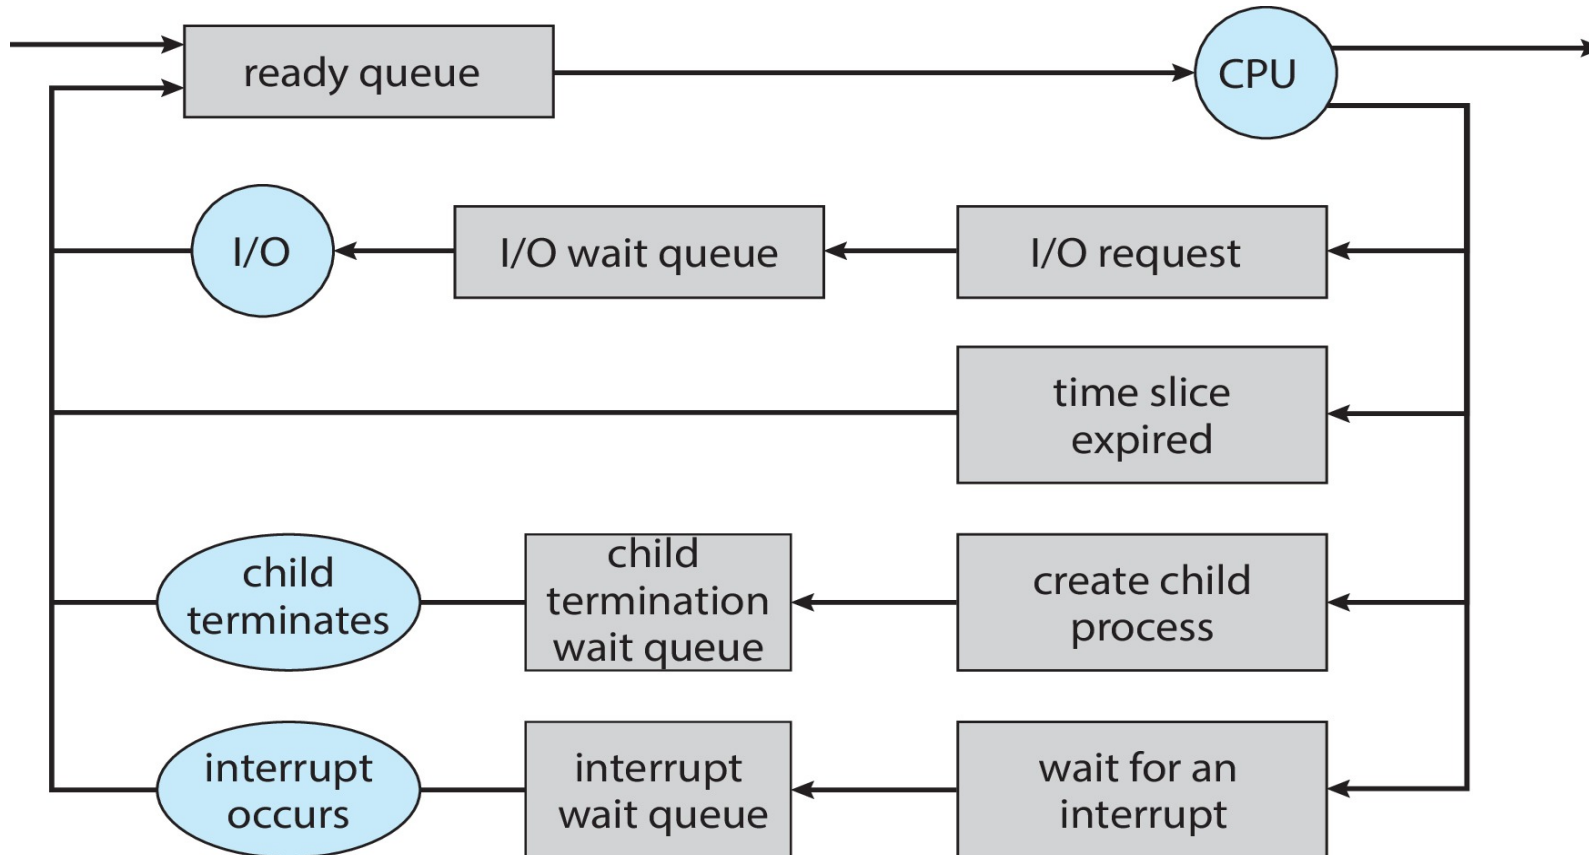 ready queue
CPU
I/O
I/O wait queue
I/O request
time slice
expired
child
terminates
child
termination
wait queue
create child
process
interrupt
occurs
interrupt
wait queue
wait for an
interrupt